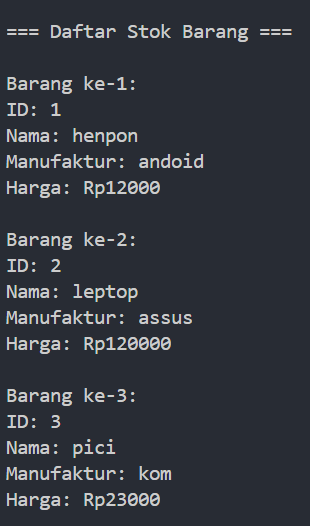 === Daftar Stok Barang ===
Barang ke-1:
ID: 1
Nama: henpon
Manufaktur: andoid
Harga: Rp12000
Barang ke-2:
ID: 2
Nama: leptop
Manufaktur: assus
Harga: Rp120000
Barang ke-3:
ID: 3
Nama: pici
Manufaktur: kom
Harga: Rp23000